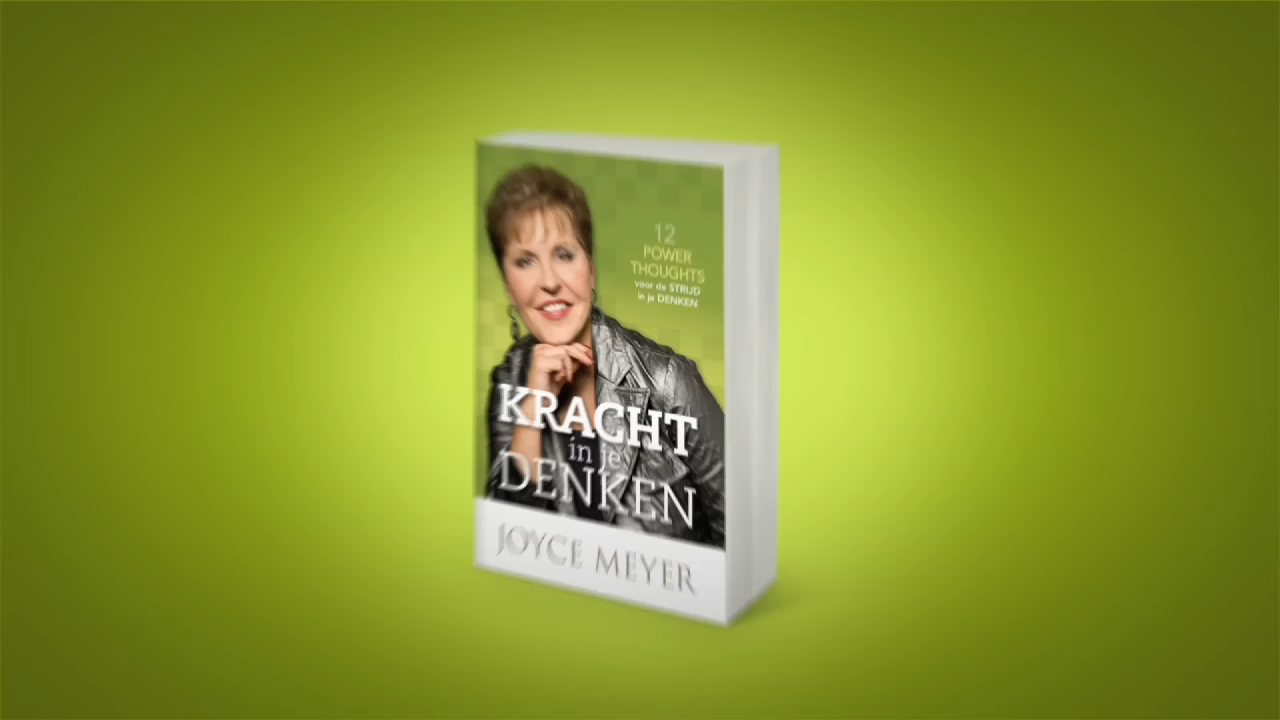 12
POWER
THOUGHTS
voor de STRIJD
in je DENKEN
KRACHT
in je
DENKEN
JOYCE MEYER